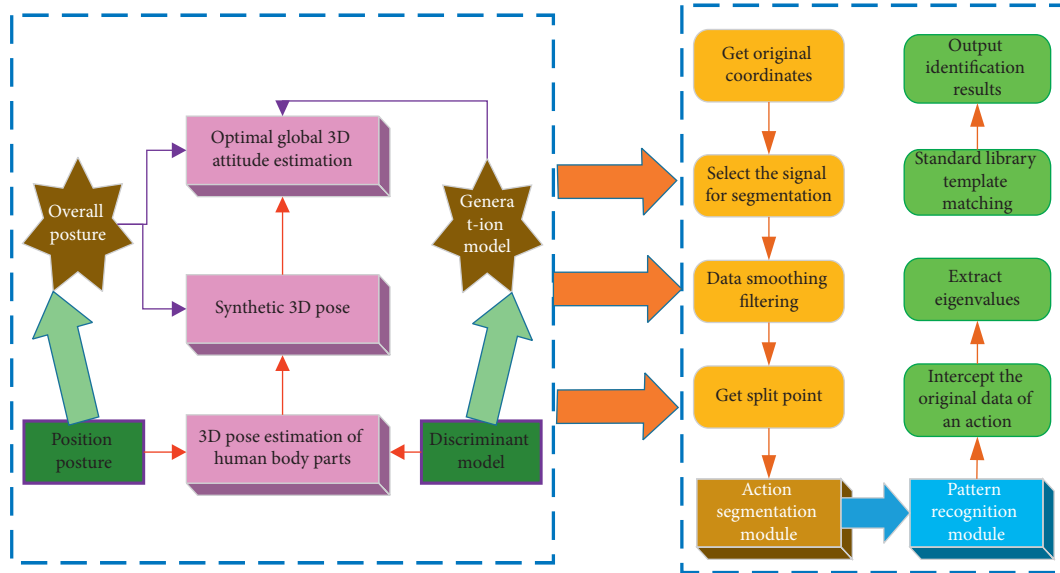 Optimal global 3D
attitude estimation
Overall
posture
Genera
t-ion model
Synthetic 3D pose
Position
posture
3D pose estimation of
human body parts
Discriminant
model
Get original
coordinates
Select the signal
for segmentation
Data smoothing
filtering
Get split point
Action
segmentation
module
Output
identification
results
Standard library
template
matching
Extract
eigenvalues
Intercept the
original data of
an action
Pattern
recognition
module